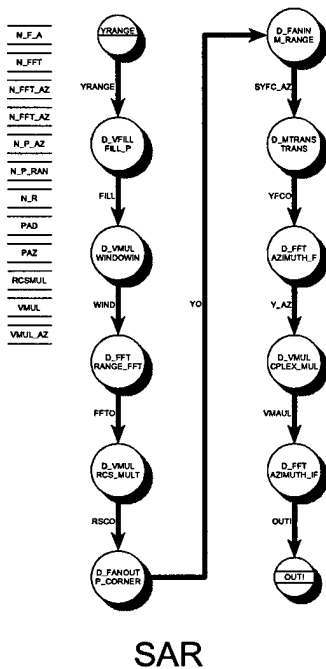 N_F_A
N_FFT
N_FFT_AZ
N_FFT_AZ
N_P_AZ
N_P_RAN
N_R
PAD
PAZ
RCSMUL
VMUL
VMUL_AZ
YRANGE
YRANGE
D_VFILL
FILL_P
FILL
D_VMUL
WINDOWIN
WIND
D_FFT
RANGE_FFT
FFTO
D_VMUL
RCS_MULT
RSCO
D_FANOUT
P_CORNER
YO
D_FANIN
M_RANGE
SYFC_AZ
D_MTRANS
TRANS
YFCO
D_FFT
AZIMUTH_F
Y_AZ
D_VMUL
CPLEX_MUL
VMAUL
D_FFT
AZIMUTH_IF
OUTI
OUTI
SAR